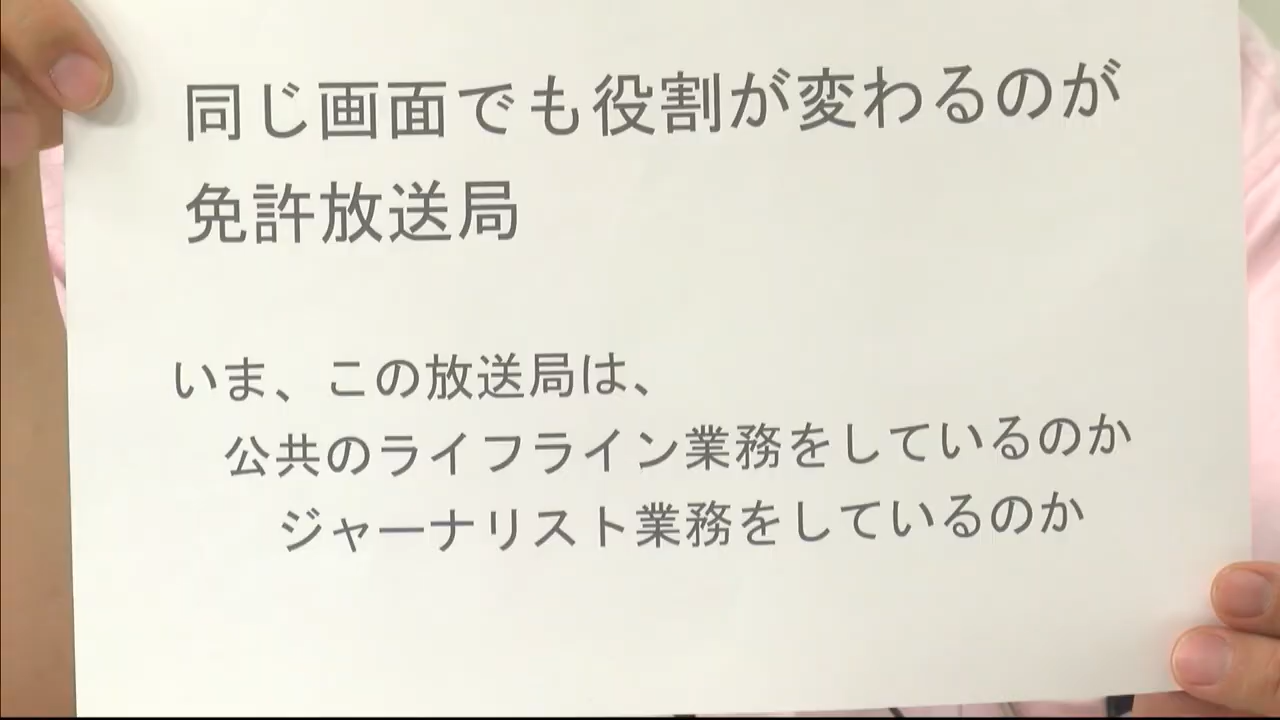 同じ画面でも役割が変わるのが
免許放送局
いま、この放送局は、
公共のライフライン業務をしているのか
ジャーナリスト業務をしているのか